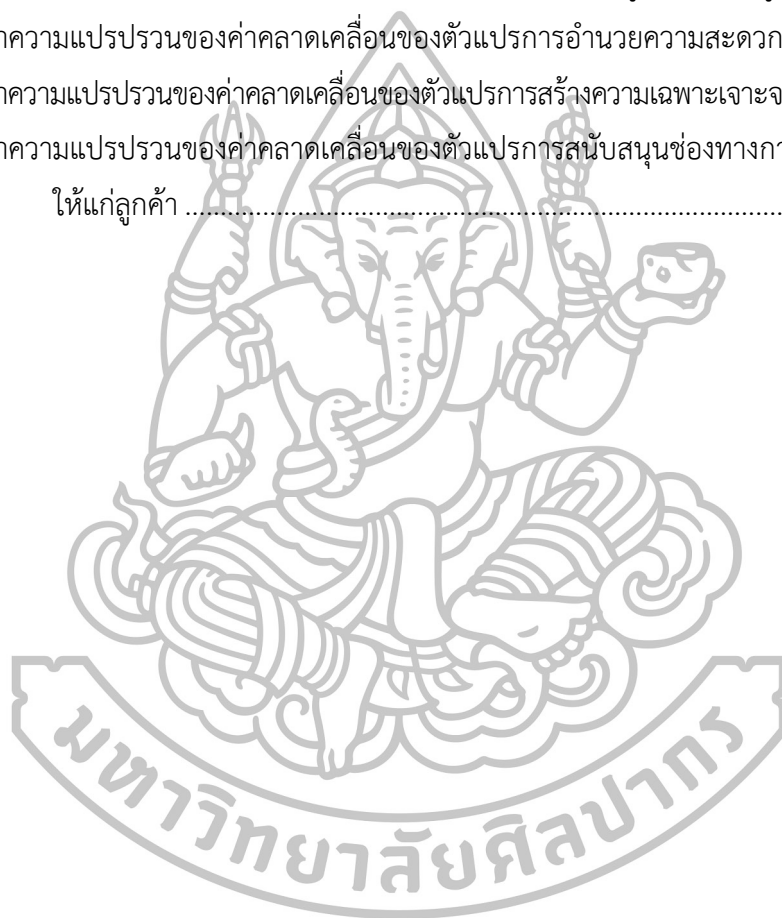 าความแปรปรวนของค่าคลาดเคลื่อนของตัวแปรการอำนวยความสะดวก
าความแปรปรวนของค่าคลาดเคลื่อนของตัวแปรการสร้างความเฉพาะเจาะจ
าความแปรปรวนของค่าคลาดเคลื่อนของตัวแปรการสนับสนุนช่องทางกา
ให้แก่ลูกค้า ........................................................................................
มหาวิทยาลัยศิลปากร